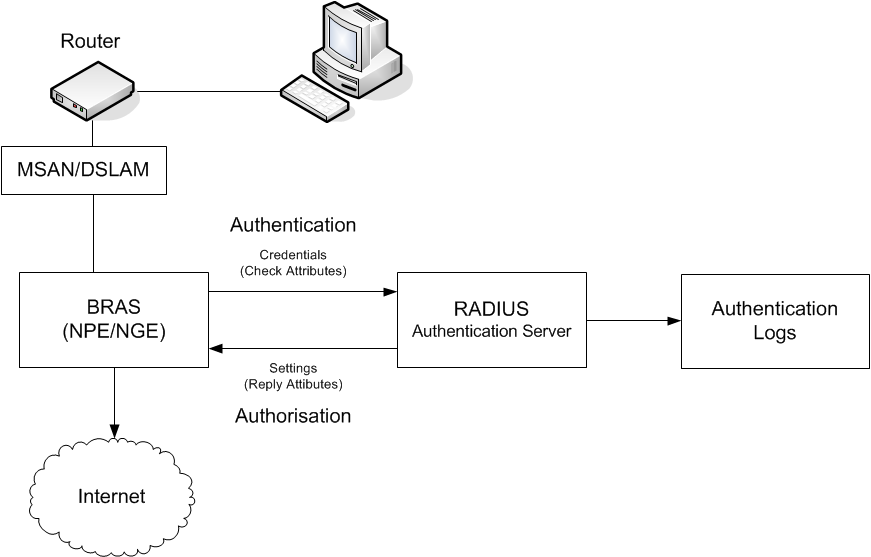 Router
MSAN/DSLAM
Authentication
Credentials
(Check Attributes)
BRAS
(NPE/NGE)
RADIUS
Authentication Server
Authentication
Logs
Settings
(Reply Attibutes)
Authorisation
Internet